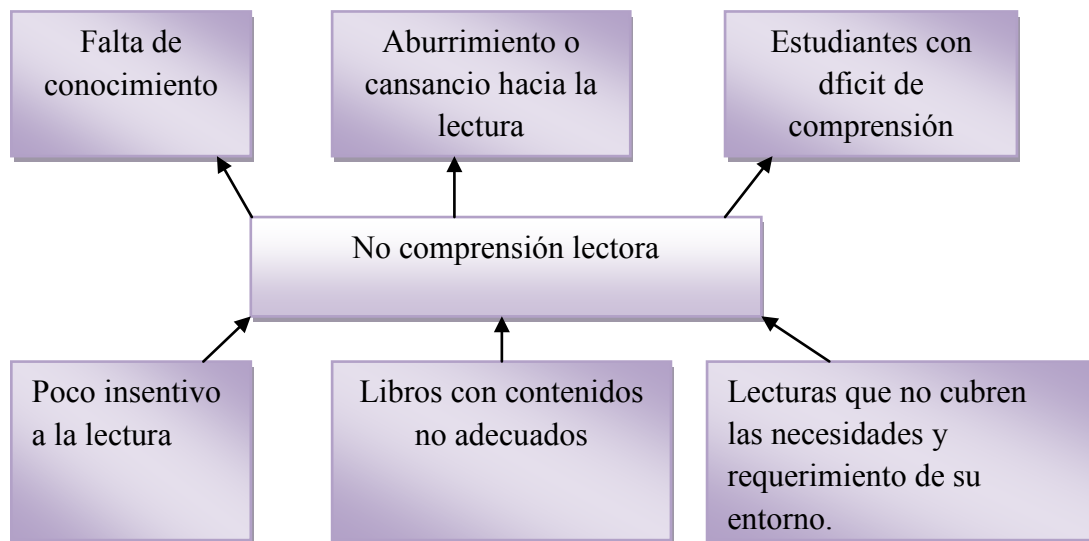 Falta de
conocimiento
Aburrimiento o
cansancio hacia la
lectura
Estudiantes con
dficit de
comprensión
No comprensión lectora
Poco insentivo
a la lectura
Libros con contenidos
no adecuados
Lecturas que no cubren
las necesidades y
requerimiento de su
entorno.